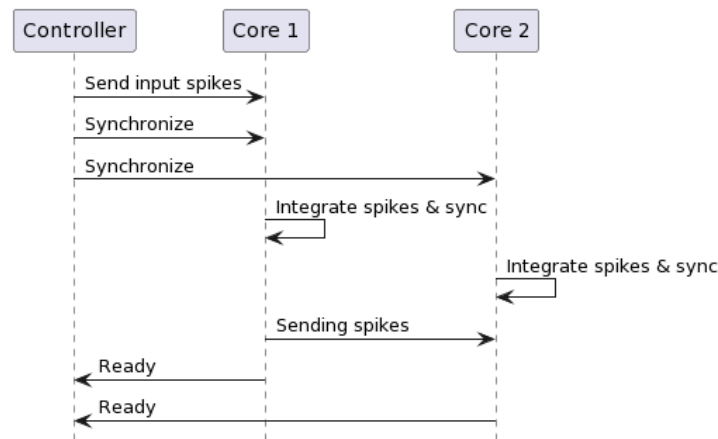 Controller
Core 1
Core 2
Send input spikes
Synchronize
Synchronize
Integrate spikes & sync
Integrate spikes & sync
Sending spikes
Ready
Ready